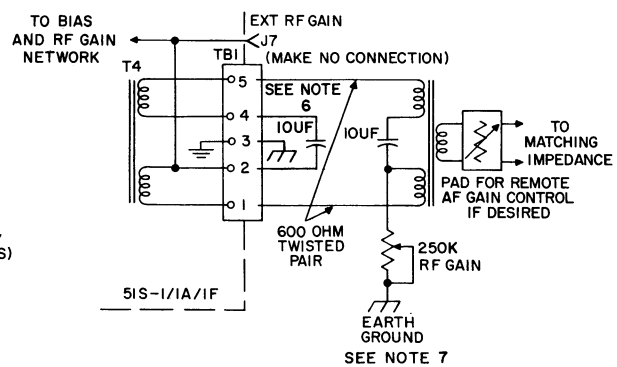 TO BIAS
AND RF GAIN
NETWORK
EXT RF GAIN
J7
(MAKE NO CONNECTION)
TB1
T4
5
4
3
2
1
SEE NOTE
6
10UF
10UF
TO
MATCHING
IMPEDANCE
PAD FOR REMOTE
AF GAIN CONTROL
IF DESIRED
600 OHM
TWISTED
PAIR
250K
RF GAIN
S)
51S-1/1A/1F
EARTH
GROUND
SEE NOTE 7